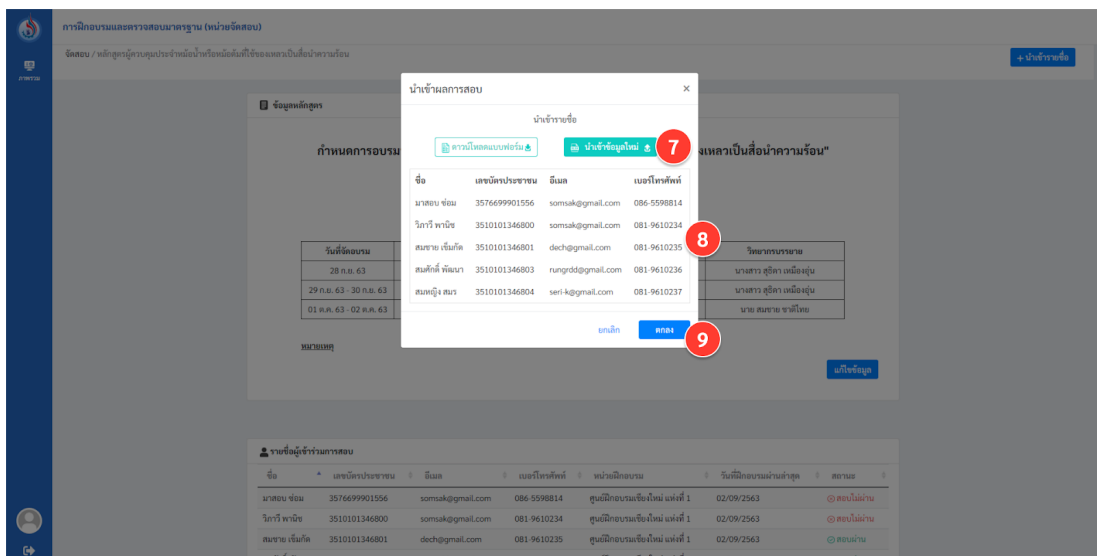 การฝึกอบรมและตรวจสอบมาตรฐาน (หน่วยจัดสอบ)
ภาพรวม
จัดสอบ / หลักสูตรผู้ควบคุมประจำหม้อน้ำหรือหม้อต้มที่ใช้ของเหลวเป็นสื่อนำความร้อน
+ นำเข้ารายชื่อ
ข้อมูลหลักสูตร
กำหนดการอบรม
งเหลวเป็นสื่อนำความร้อน"
นำเข้าผลการสอบ ×
นำเข้ารายชื่อ
ดาวน์โหลดแบบฟอร์ม นำเข้าข้อมูลใหม่ 7
ชื่อ เลขบัตรประชาชน อีเมล เบอร์โทรศัพท์
มาสอบ ซ่อม 3576699901556 somsak@gmail.com 086-5598814
วิภาวี พานิช 3510101346800 somsak@gmail.com 081-9610234
สมชาย เข็มกัด 3510101346801 dech@gmail.com 081-9610235
สมศักดิ์ พัฒนา 3510101346803 rungrdd@gmail.com 081-9610236
สมหญิง สมร 3510101346804 seri-k@gmail.com 081-9610237
8
ยกเลิก ตกลง 9
วันที่จัดอบรม วิทยากรบรรยาย
28 ก.ย. 63 นางสาว สุธิดา เหมืองอุ่น
29 ก.ย. 63 - 30 ก.ย. 63 นางสาว สุธิดา เหมืองอุ่น
01 ต.ค. 63 - 02 ต.ค. 63 นาย สมชาย ชาติไทย
หมายเหตุ
แก้ไขข้อมูล
รายชื่อผู้เข้าร่วมการสอบ
ชื่อ เลขบัตรประชาชน อีเมล เบอร์โทรศัพท์ หน่วยฝึกอบรม วันที่ฝึกอบรมผ่านล่าสุด สถานะ
มาสอบ ซ่อม 3576699901556 somsak@gmail.com 086-5598814 ศูนย์ฝึกอบรมเชียงใหม่ แห่งที่ 1 02/09/2563 สอบไม่ผ่าน
วิภาวี พานิช 3510101346800 somsak@gmail.com 081-9610234 ศูนย์ฝึกอบรมเชียงใหม่ แห่งที่ 1 02/09/2563 สอบไม่ผ่าน
สมชาย เข็มกัด 3510101346801 dech@gmail.com 081-9610235 ศูนย์ฝึกอบรมเชียงใหม่ แห่งที่ 1 02/09/2563 สอบผ่าน